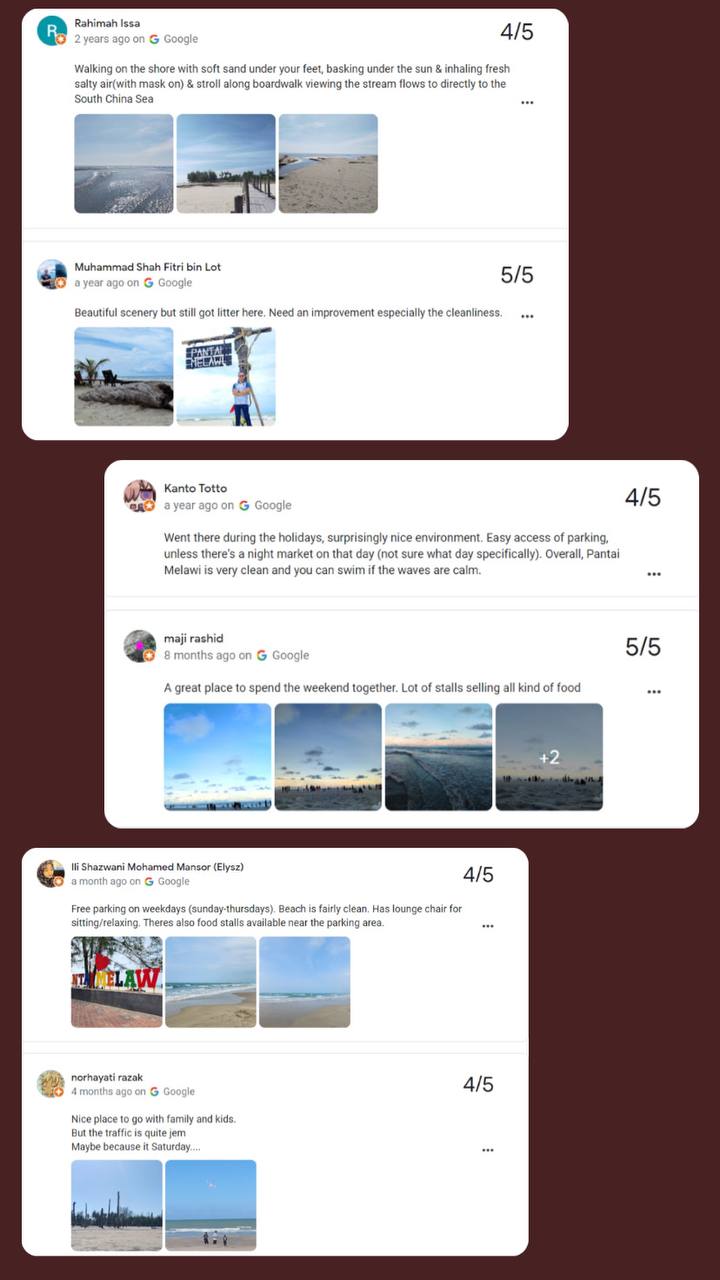 Rahimah Issa
2 years ago on Google
4/5
Walking on the shore with soft sand under your feet, basking under the sun & inhaling fresh
salty air(with mask on) & stroll along boardwalk viewing the stream flows to directly to the
South China Sea
Muhammad Shah Fitri bin Lot
a year ago on Google
5/5
Beautiful scenery but still got litter here. Need an improvement especially the cleanliness.
PANTAI
MELAWI
Kanto Totto
a year ago on Google
4/5
Went there during the holidays, surprisingly nice environment. Easy access of parking,
unless there's a night market on that day (not sure what day specifically). Overall, Pantai
Melawi is very clean and you can swim if the waves are calm.
maji rashid
8 months ago on Google
5/5
A great place to spend the weekend together. Lot of stalls selling all kind of food
+2
Ili Shazwani Mohamed Mansor (Elysz)
a month ago on Google
4/5
Free parking on weekdays (sunday-thursdays). Beach is fairly clean. Has lounge chair for
sitting/relaxing. Theres also food stalls available near the parking area.
NTAI MELAW
norhayati razak
4 months ago on Google
4/5
Nice place to go with family and kids.
But the traffic is quite jem
Maybe because it Saturday....